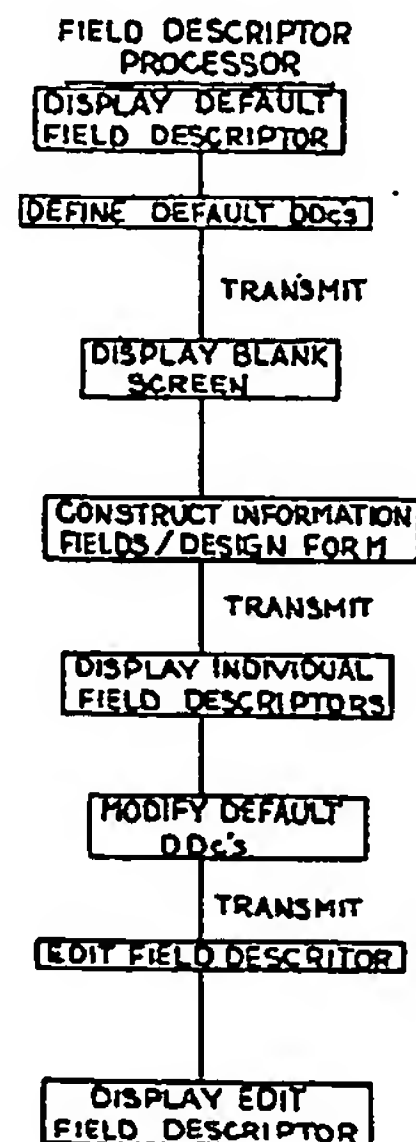 FIELD DESCRIPTOR
PROCESSOR
DISPLAY DEFAULT
FIELD DESCRIPTOR
DEFINE DEFAULT DDc's
TRANSMIT
DISPLAY BLANK
SCREEN
CONSTRUCT INFORMATION
FIELDS/DESIGN FORM
TRANSMIT
DISPLAY INDIVIDUAL
FIELD DESCRIPTORS
MODIFY DEFAULT
DDc's
TRANSMIT
EDIT FIELD DESCRITOR
DISPLAY EDIT
FIELD DESCRIPTOR